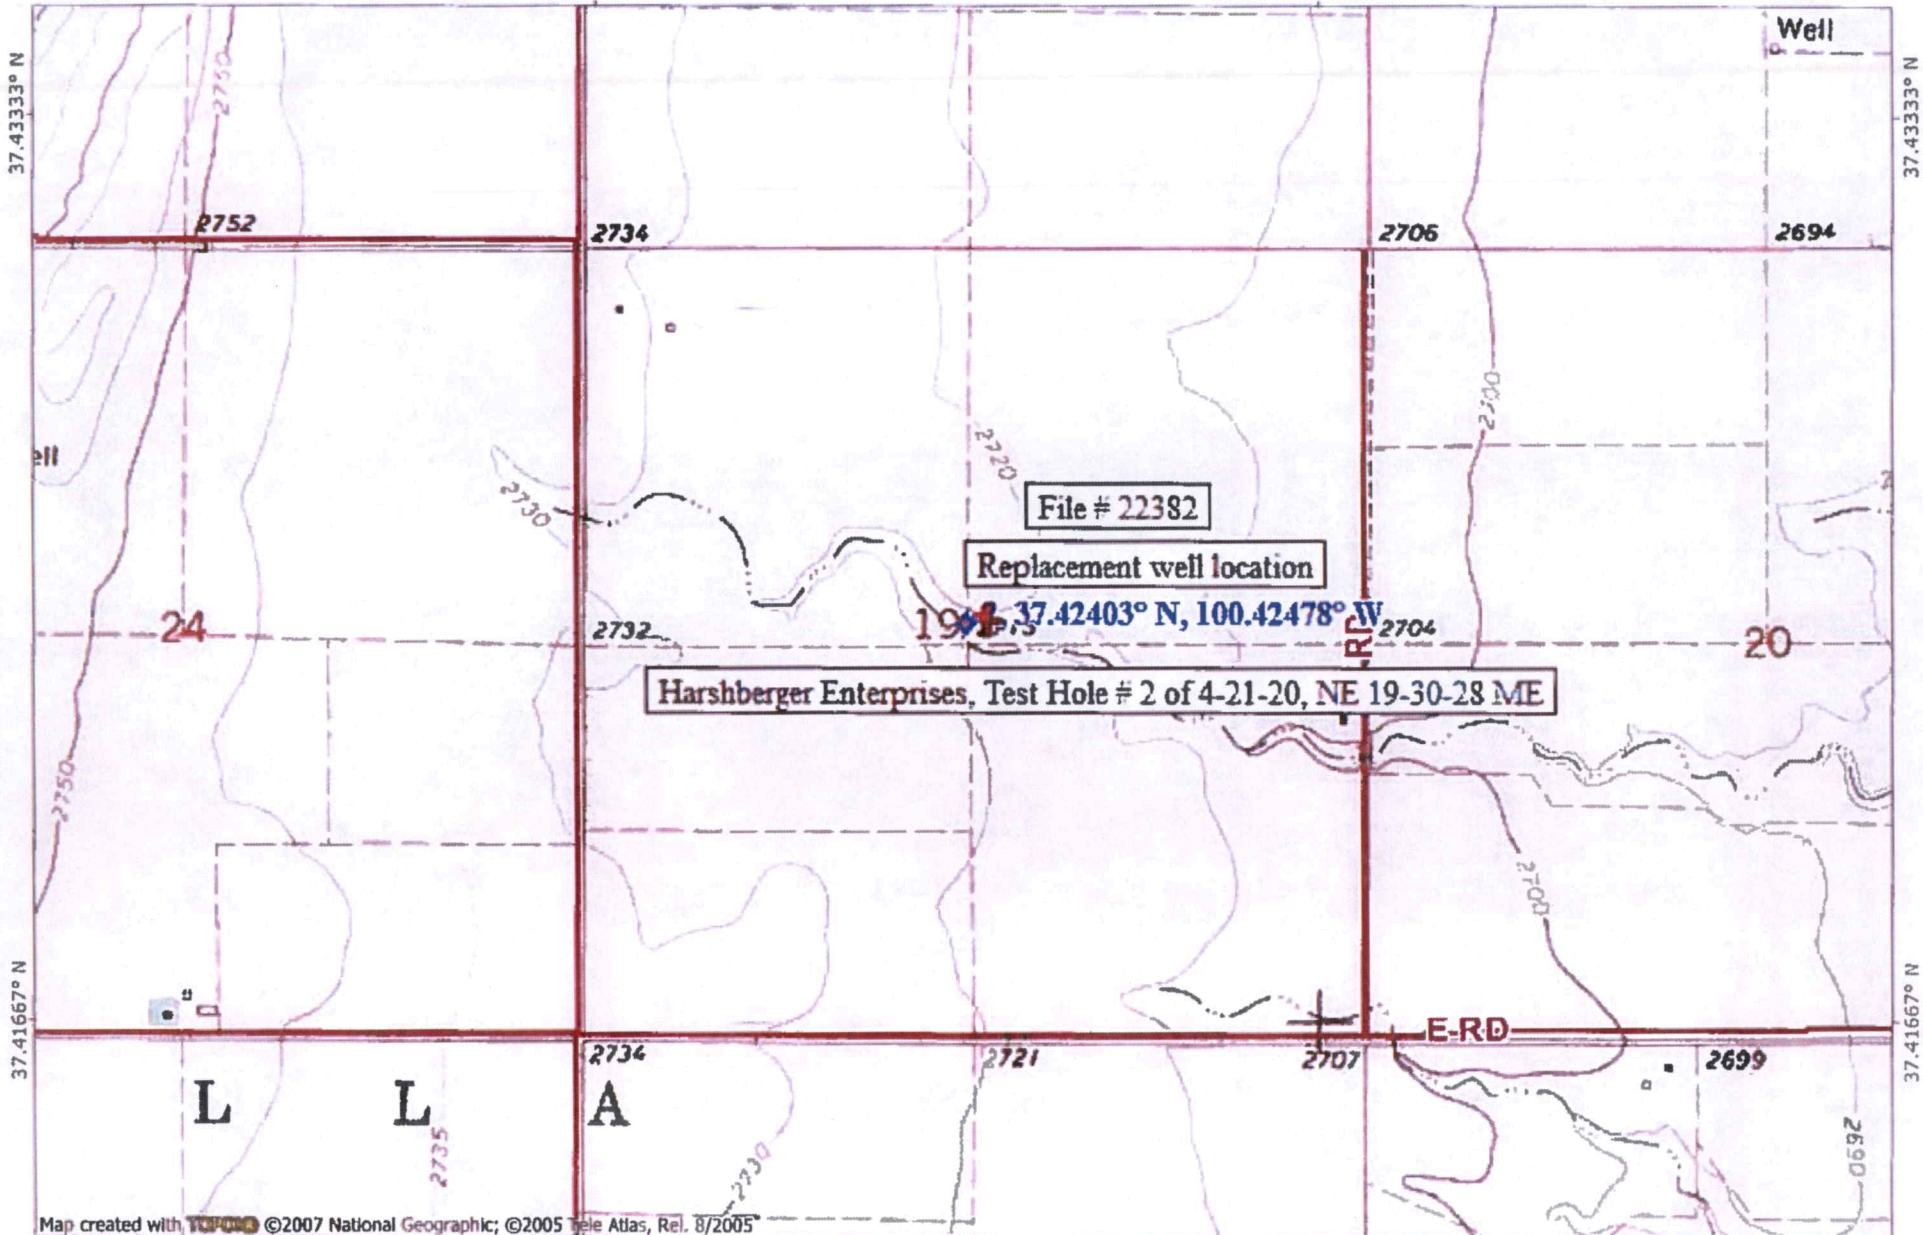 Well
37.43333° N
37.43333° N
2750
2752
2734
2706
2694
2700
ell
2720
2730
File # 22382
Replacement well location
37.42403° N, 100.42478° W
24
19
2732
RD
2704
20
Harshberger Enterprises, Test Hole # 2 of 4-21-20, NE 19-30-28 ME
2750
2700
37.41667° N
37.41667° N
E-RD
2734
2721
2707
2699
L L A
2735
2730
2690
Map created with TOPO! ©2007 National Geographic; ©2005 Tele Atlas, Rel. 8/2005